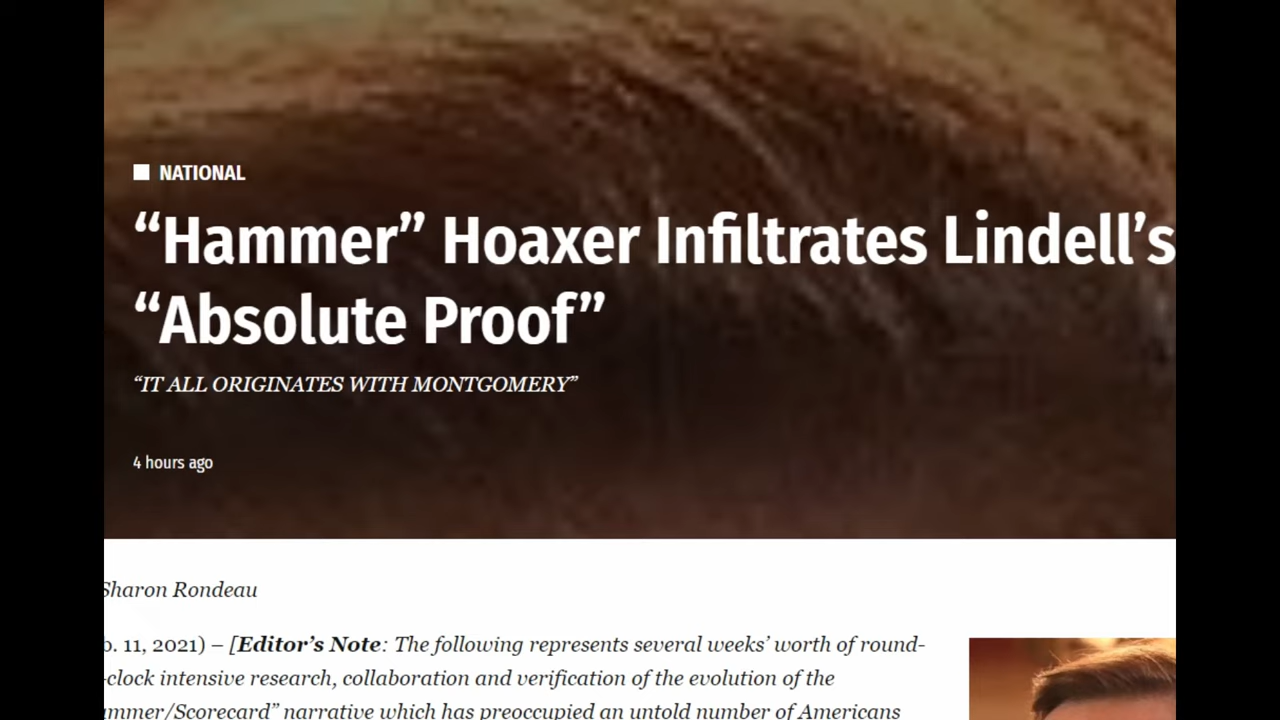 NATIONAL
“Hammer” Hoaxer Infiltrates Lindell’s
“Absolute Proof”
“IT ALL ORIGINATES WITH MONTGOMERY”
4 hours ago
Sharon Rondeau
b. 11, 2021) – [Editor’s Note: The following represents several weeks’ worth of round-
-clock intensive research, collaboration and verification of the evolution of the
ammer/Scorecard” narrative which has preoccupied an untold number of Americans